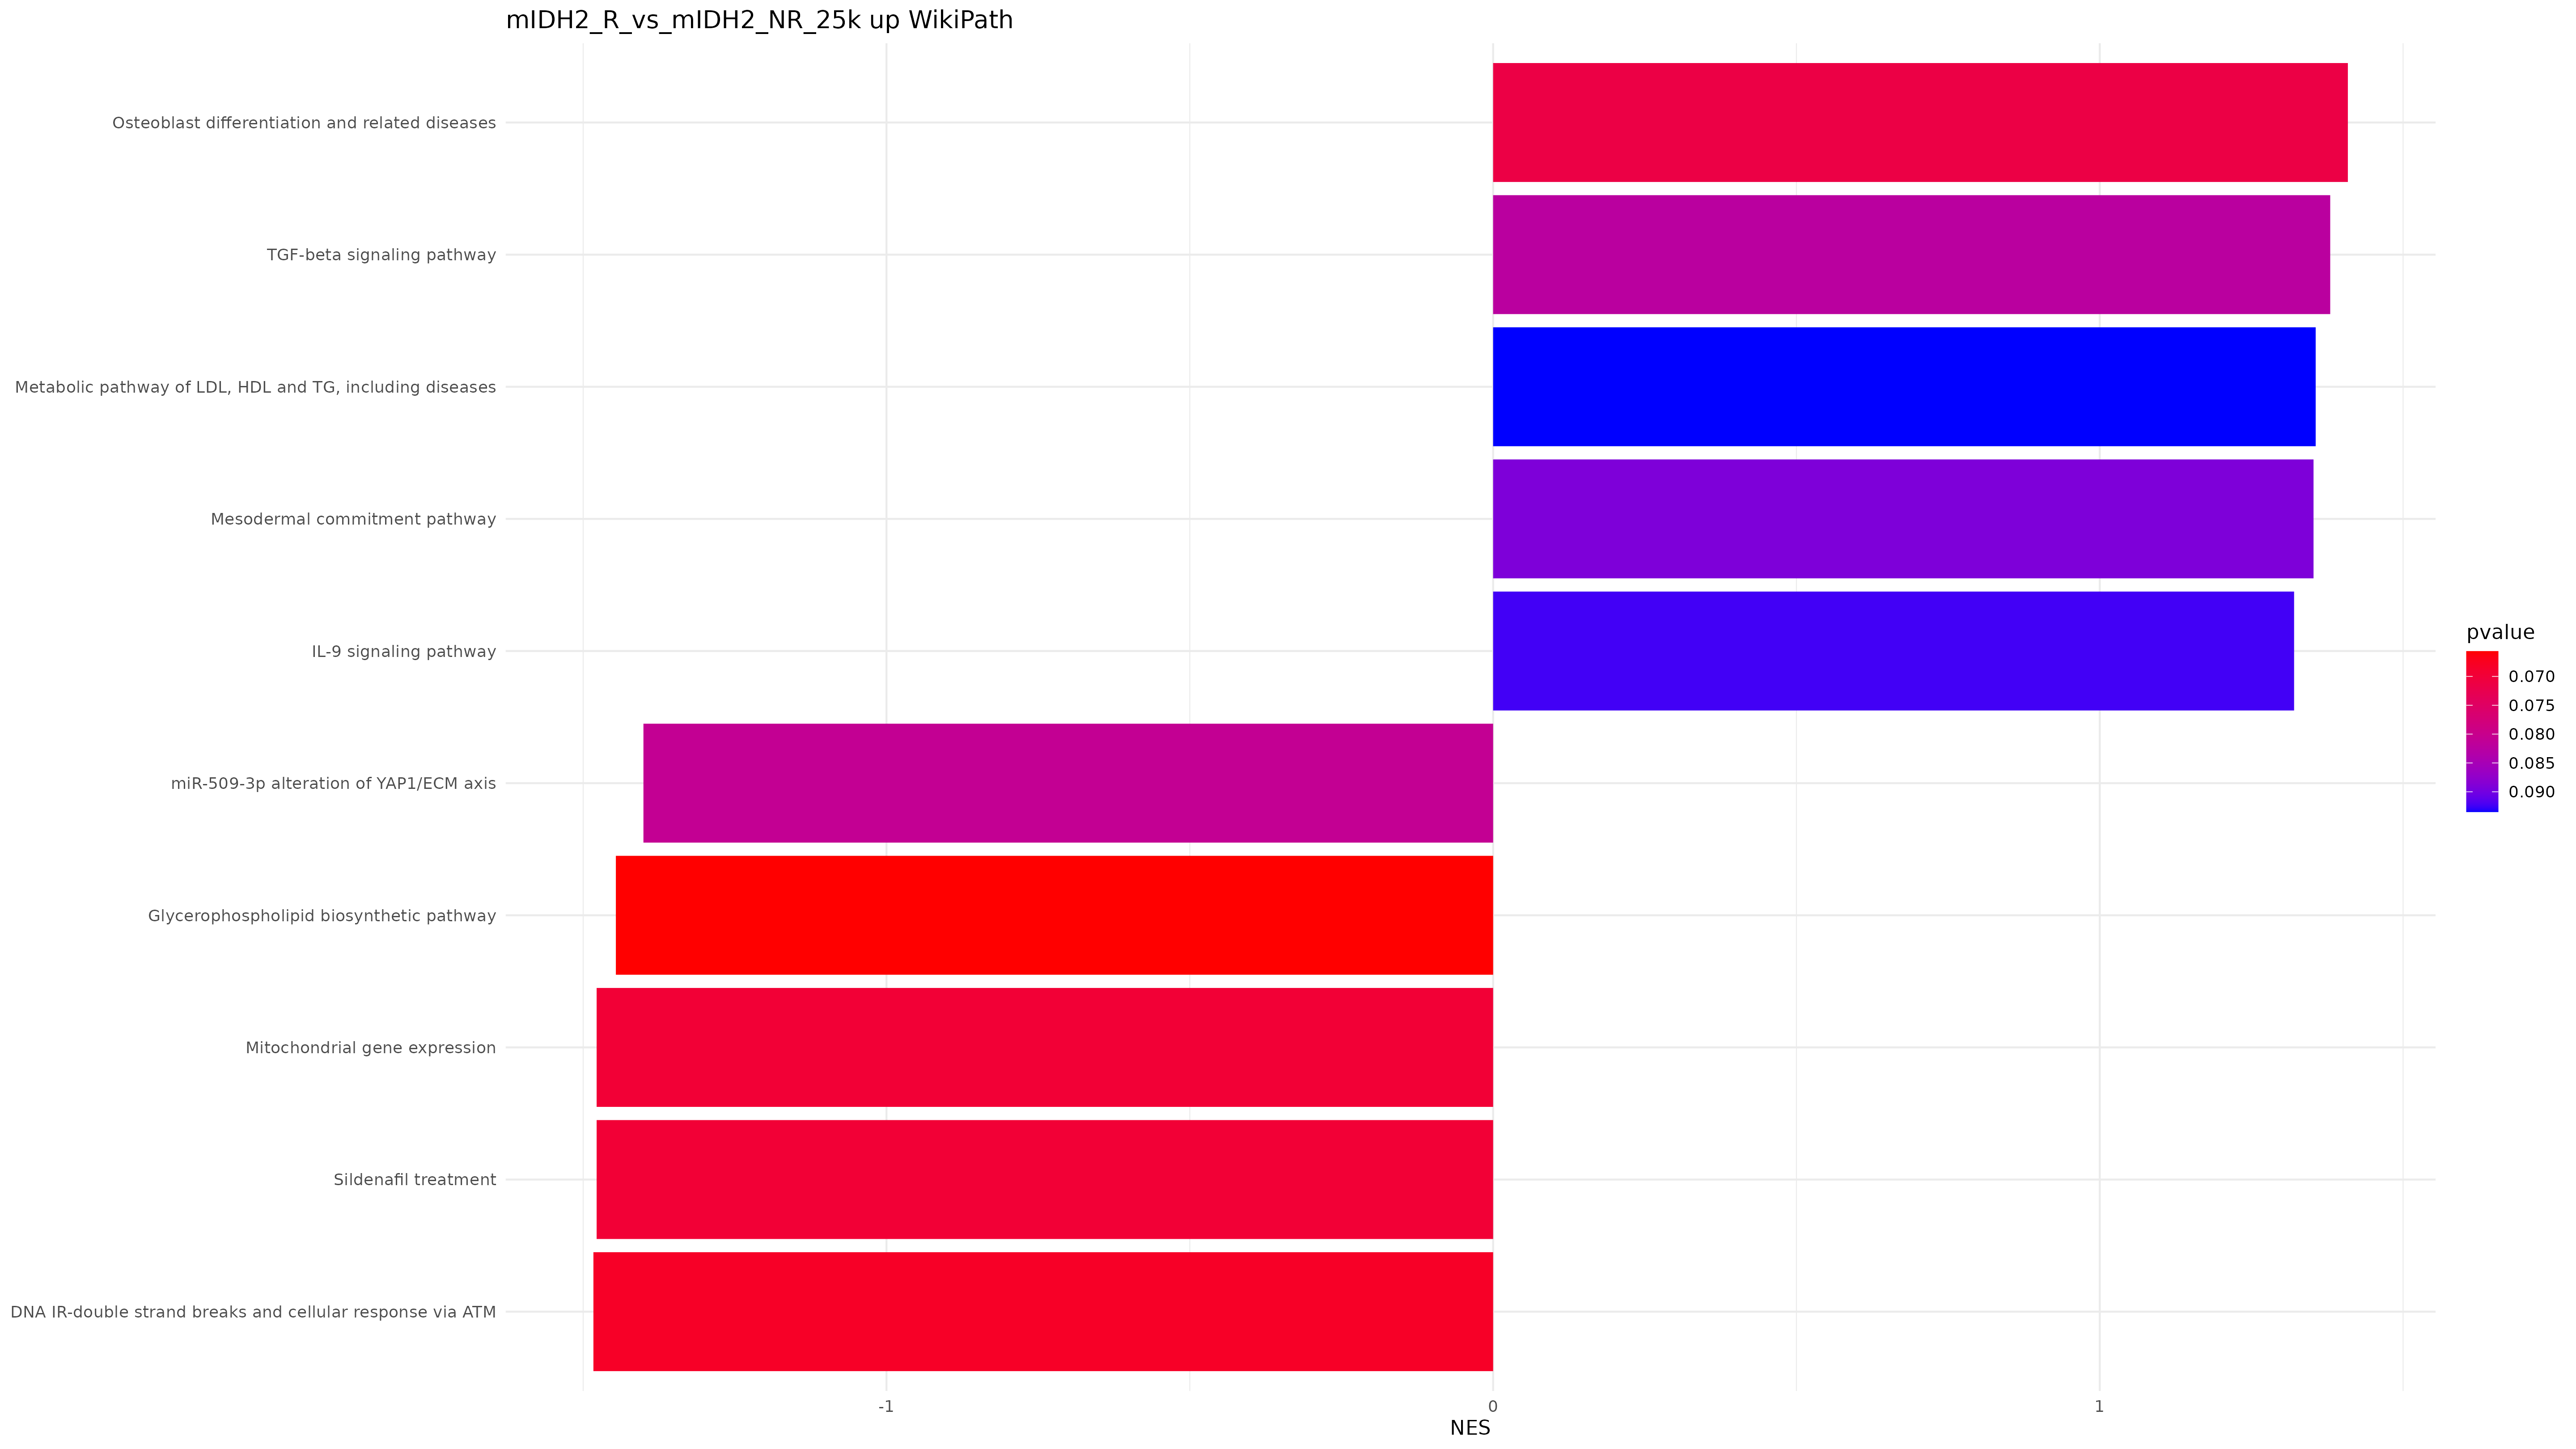 mIDH2_R_vs_mIDH2_NR_25k up WikiPath
Osteoblast differentiation and related diseases
TGF-beta signaling pathway
Metabolic pathway of LDL, HDL and TG, including diseases
Mesodermal commitment pathway
IL-9 signaling pathway
miR-509-3p alteration of YAP1/ECM axis
Glycerophospholipid biosynthetic pathway
Mitochondrial gene expression
Sildenafil treatment
DNA IR-double strand breaks and cellular response via ATM
-1
0
1
NES
pvalue
0.070
0.075
0.080
0.085
0.090